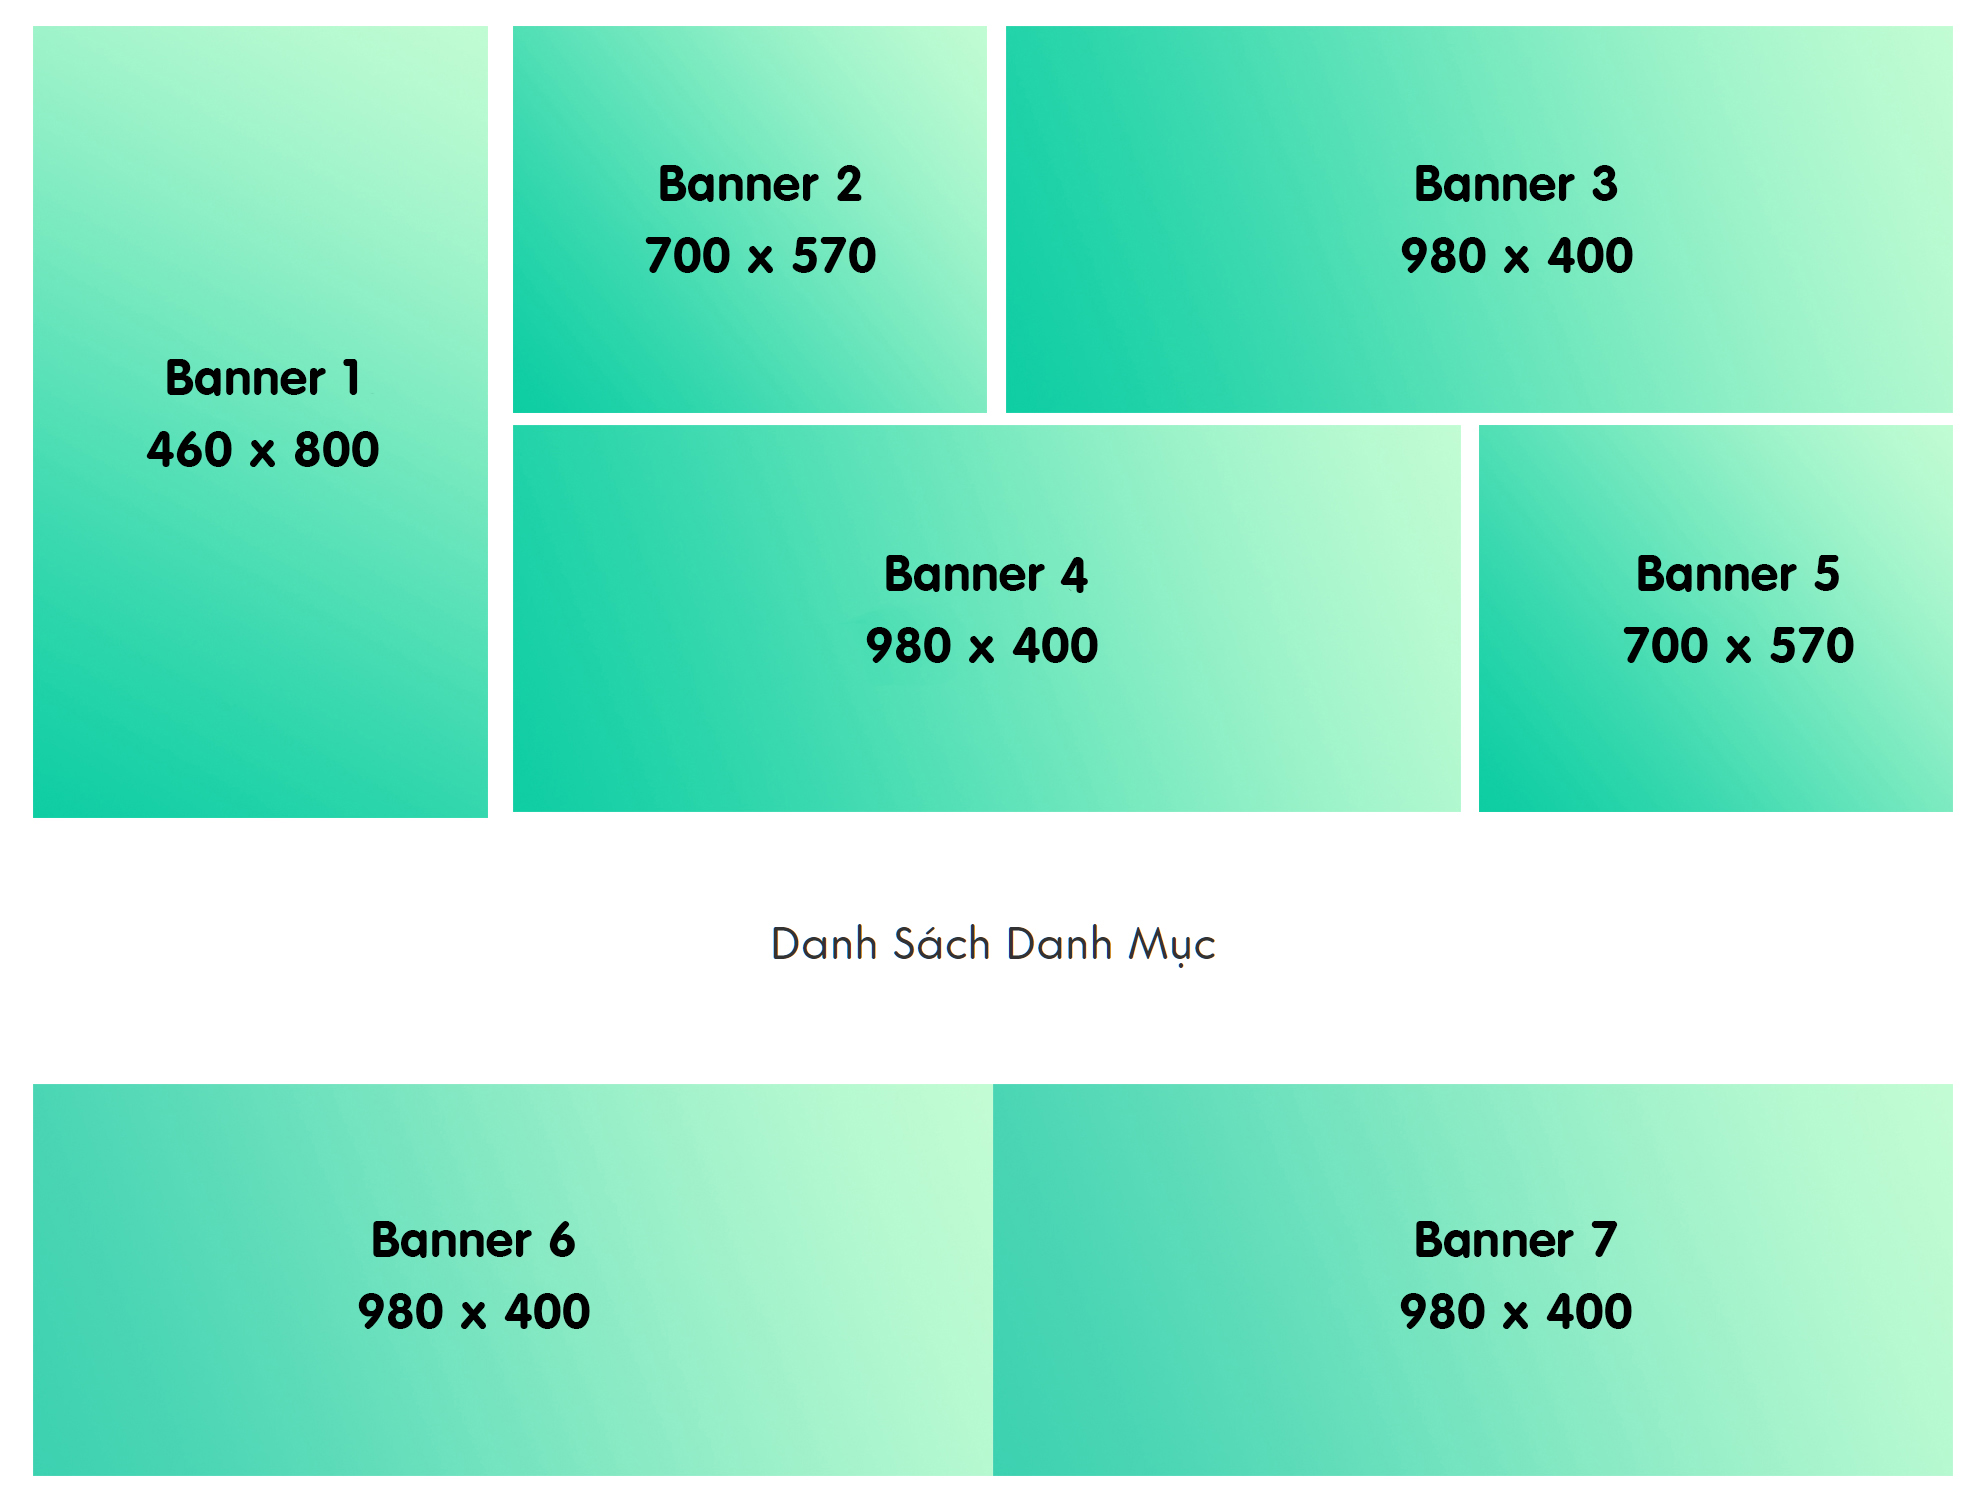 Banner 1
460 x 800
Banner 2
700 x 570
Banner 3
980 x 400
Banner 4
980 x 400
Banner 5
700 x 570
Danh Sách Danh Mục
Banner 6
980 x 400
Banner 7
980 x 400